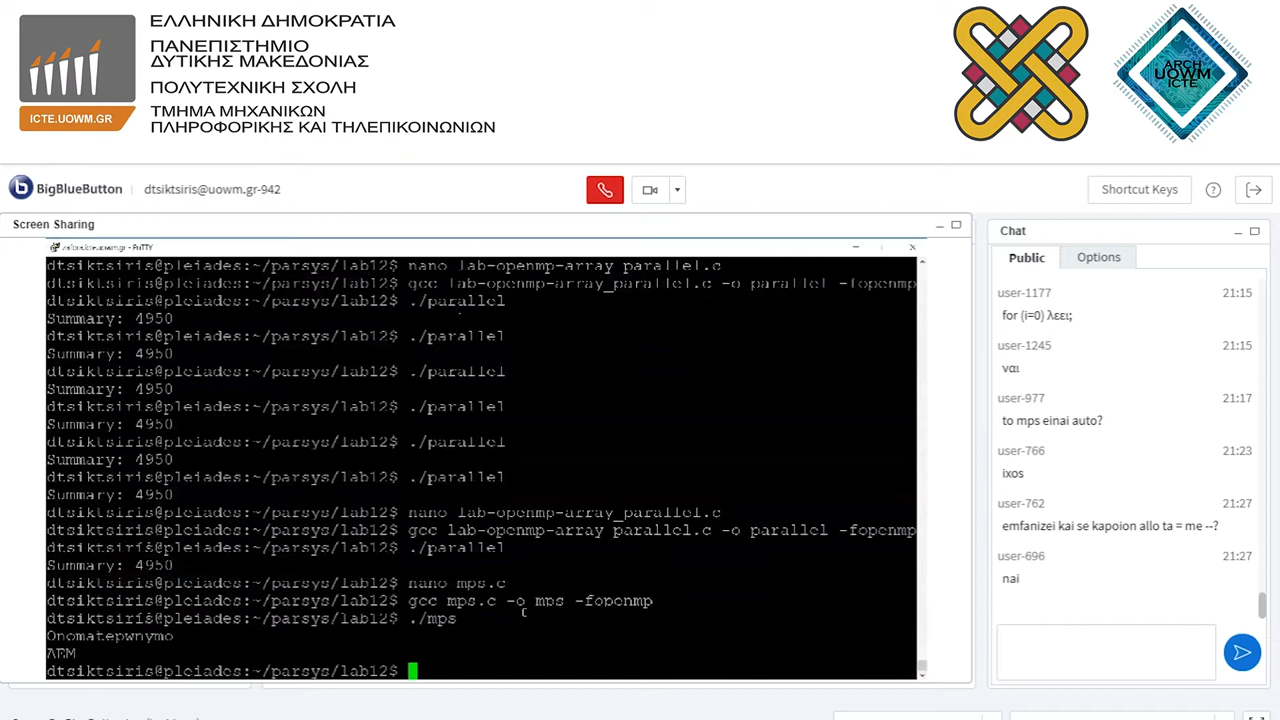 ΕΛΛΗΝΙΚΗ ΔΗΜΟΚΡΑΤΙΑ
ΠΑΝΕΠΙΣΤΗΜΙΟ
ΔΥΤΙΚΗΣ ΜΑΚΕΔΟΝΙΑΣ
ΠΟΛΥΤΕΧΝΙΚΗ ΣΧΟΛΗ
ΤΜΗΜΑ ΜΗΧΑΝΙΚΩΝ
ΠΛΗΡΟΦΟΡΙΚΗΣ ΚΑΙ ΤΗΛΕΠΙΚΟΙΝΩΝΙΩΝ
ICTE.UOWM.GR
ARCH
UOWM
ICTE
BigBlueButton
dtsiktsiris@uowm.gr-942
Shortcut Keys
Screen Sharing
PuTTY
dtsiktsiris@pleiades:~/parsys/lab12$ nano lab-openmp-array_parallel.c
dtsiktsiris@pleiades:~/parsys/lab12$ gcc lab-openmp-array_parallel.c -o parallel -fopenmp
dtsiktsiris@pleiades:~/parsys/lab12$ ./parallel
Summary: 4950
dtsiktsiris@pleiades:~/parsys/lab12$ ./parallel
Summary: 4950
dtsiktsiris@pleiades:~/parsys/lab12$ ./parallel
Summary: 4950
dtsiktsiris@pleiades:~/parsys/lab12$ ./parallel
Summary: 4950
dtsiktsiris@pleiades:~/parsys/lab12$ ./parallel
Summary: 4950
dtsiktsiris@pleiades:~/parsys/lab12$ ./parallel
Summary: 4950
dtsiktsiris@pleiades:~/parsys/lab12$ nano lab-openmp-array_parallel.c
dtsiktsiris@pleiades:~/parsys/lab12$ gcc lab-openmp-array_parallel.c -o parallel -fopenmp
dtsiktsiris@pleiades:~/parsys/lab12$ ./parallel
Summary: 4950
dtsiktsiris@pleiades:~/parsys/lab12$ nano mps.c
dtsiktsiris@pleiades:~/parsys/lab12$ gcc mps.c -o mps -fopenmp
dtsiktsiris@pleiades:~/parsys/lab12$ ./mps
Onomatepwnymo
AEM
dtsiktsiris@pleiades:~/parsys/lab12$
Chat
Public
Options
user-1177 21:15
for (i=0) λεει;
user-1245 21:15
ναι
user-977 21:17
to mps einai auto?
user-766 21:23
ixos
user-762 21:27
emfanizei kai se kapoion allo ta = me --?
user-696 21:27
nai